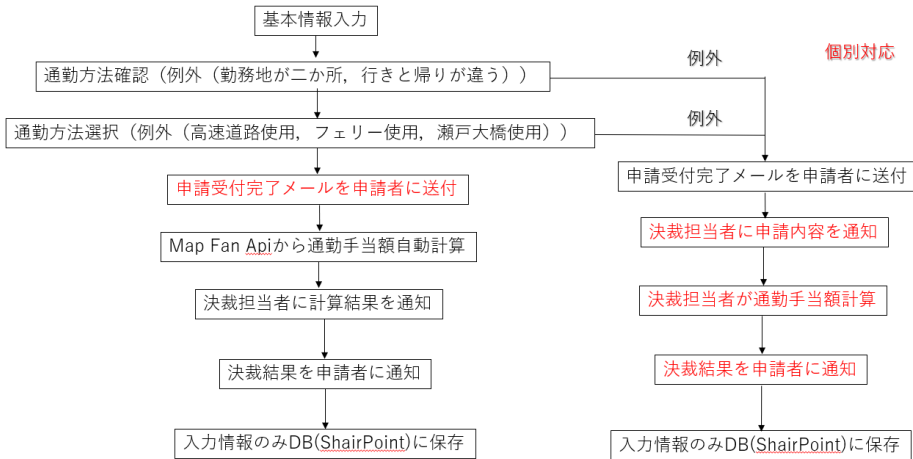 基本情報入力
通勤方法確認（例外（勤務地が二か所，行きと帰りが違う））
例外
個別対応
通勤方法選択（例外（高速道路使用，フェリー使用，瀬戸大橋使用））
例外
申請受付完了メールを申請者に送付
Map Fan Apiから通勤手当額自動計算
決裁担当者に計算結果を通知
決裁結果を申請者に通知
入力情報のみDB(ShairPoint)に保存
申請受付完了メールを申請者に送付
決裁担当者に申請内容を通知
決裁担当者が通勤手当額計算
決裁結果を申請者に通知
入力情報のみDB(ShairPoint)に保存